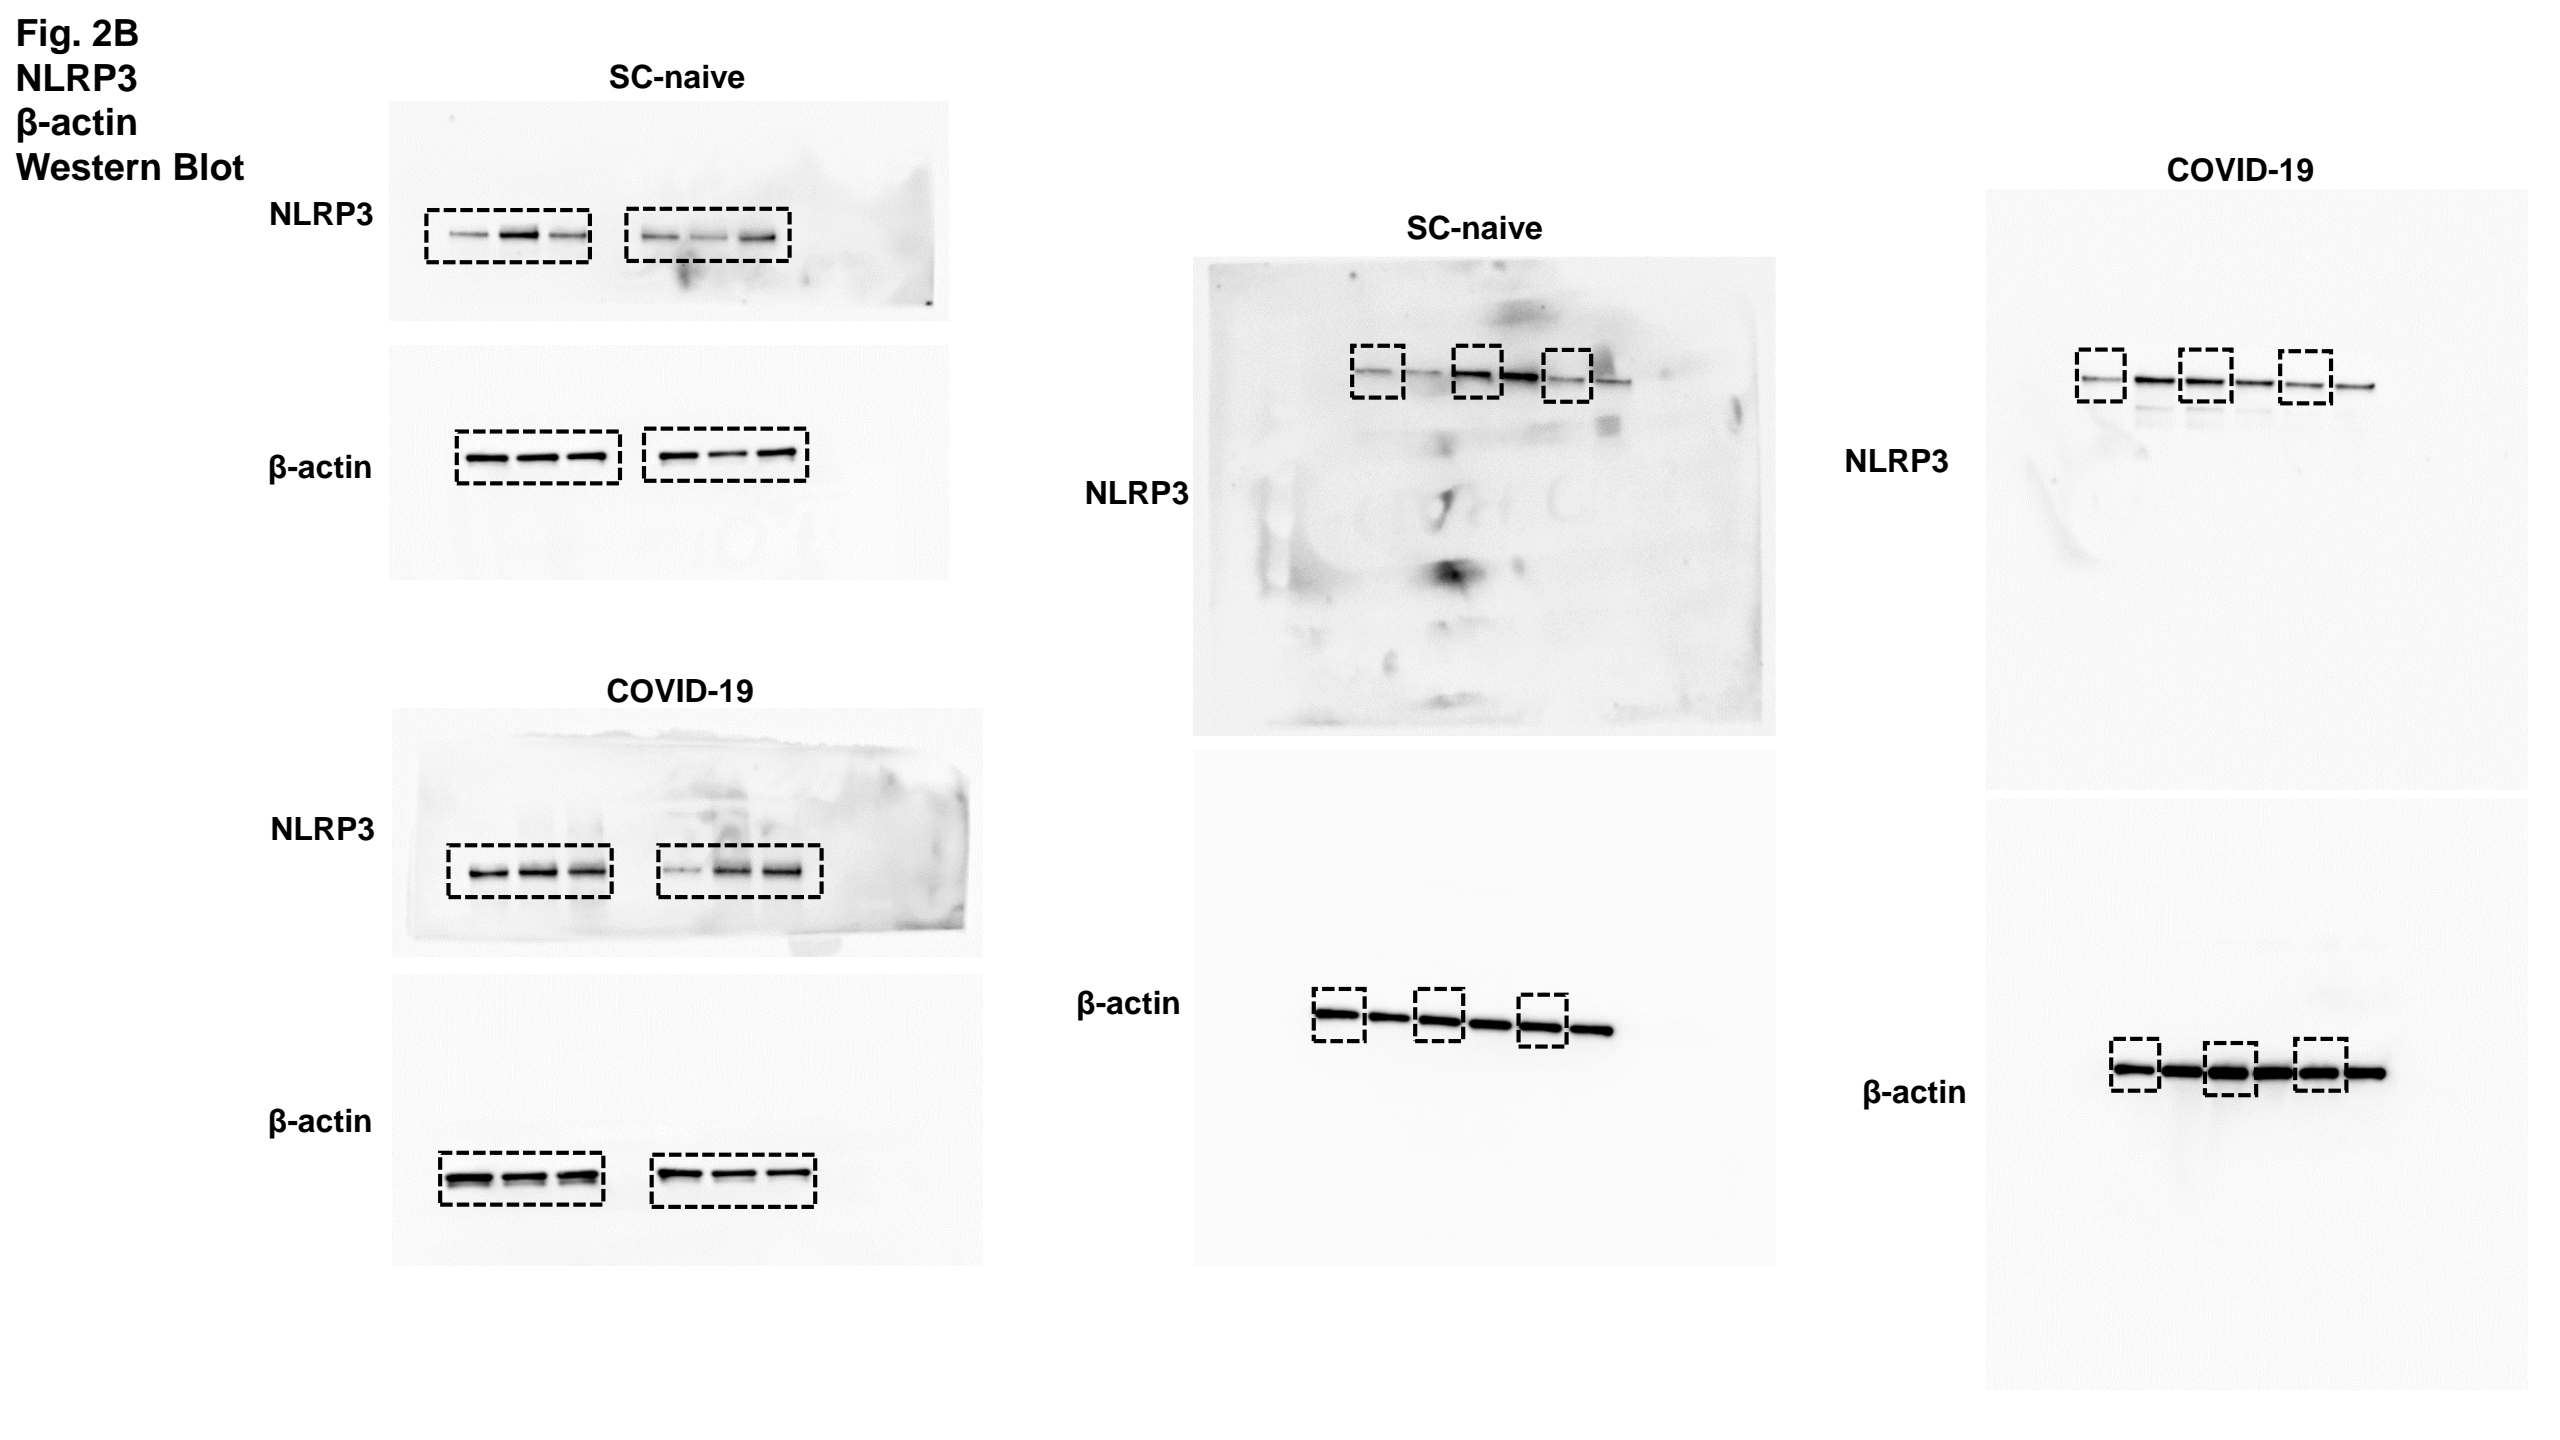 Fig. 2B
NLRP3
β-actin
Western Blot
SC-naive
NLRP3
β-actin
COVID-19
NLRP3
β-actin
SC-naive
NLRP3
β-actin
COVID-19
NLRP3
β-actin